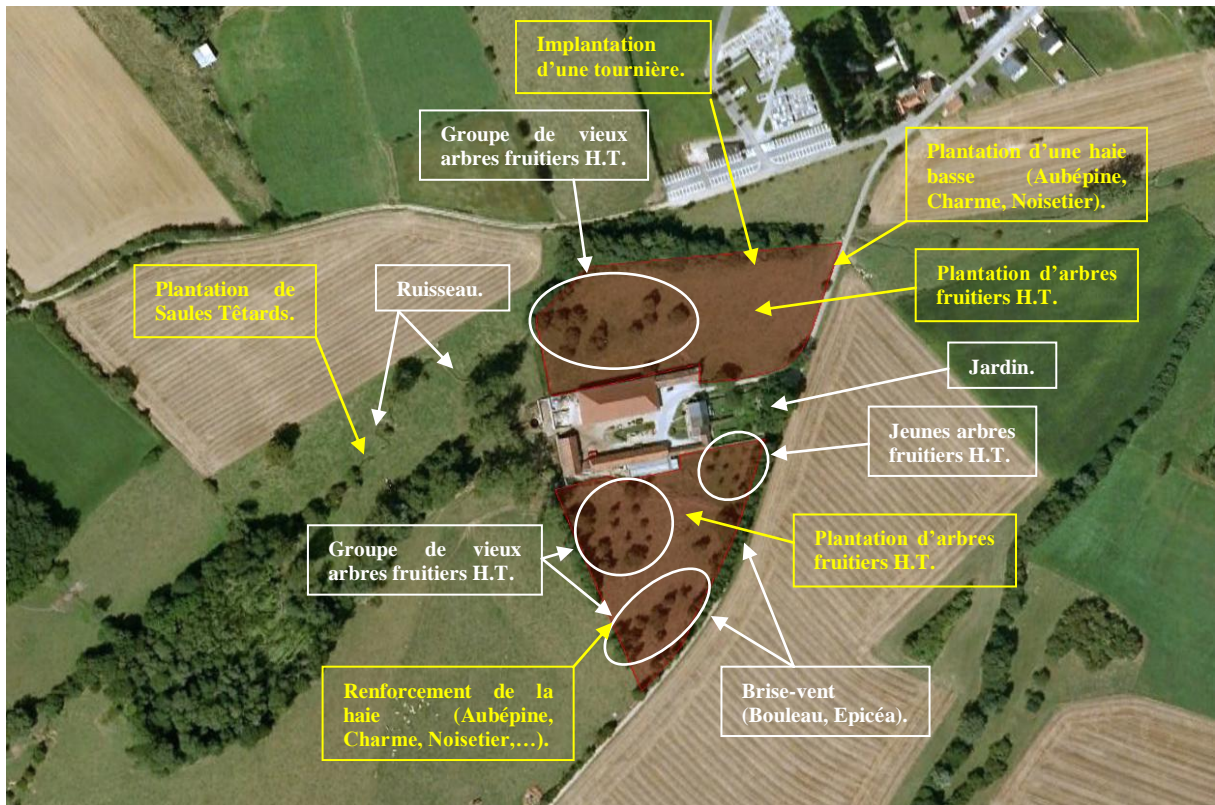 Implantation
d'une tournière.
Groupe de vieux
arbres fruitiers H.T.
Plantation d'une haie
basse (Aubépine,
Charme, Noisetier).
Plantation de
Saules Têtards.
Ruisseau.
Plantation d'arbres
fruitiers H.T.
Jardin.
Jeunes arbres
fruitiers H.T.
Groupe de vieux
arbres fruitiers H.T.
Plantation d'arbres
fruitiers H.T.
Renforcement de la
haie (Aubépine,
Charme, Noisetier,…).
Brise-vent
(Bouleau, Epicéa).